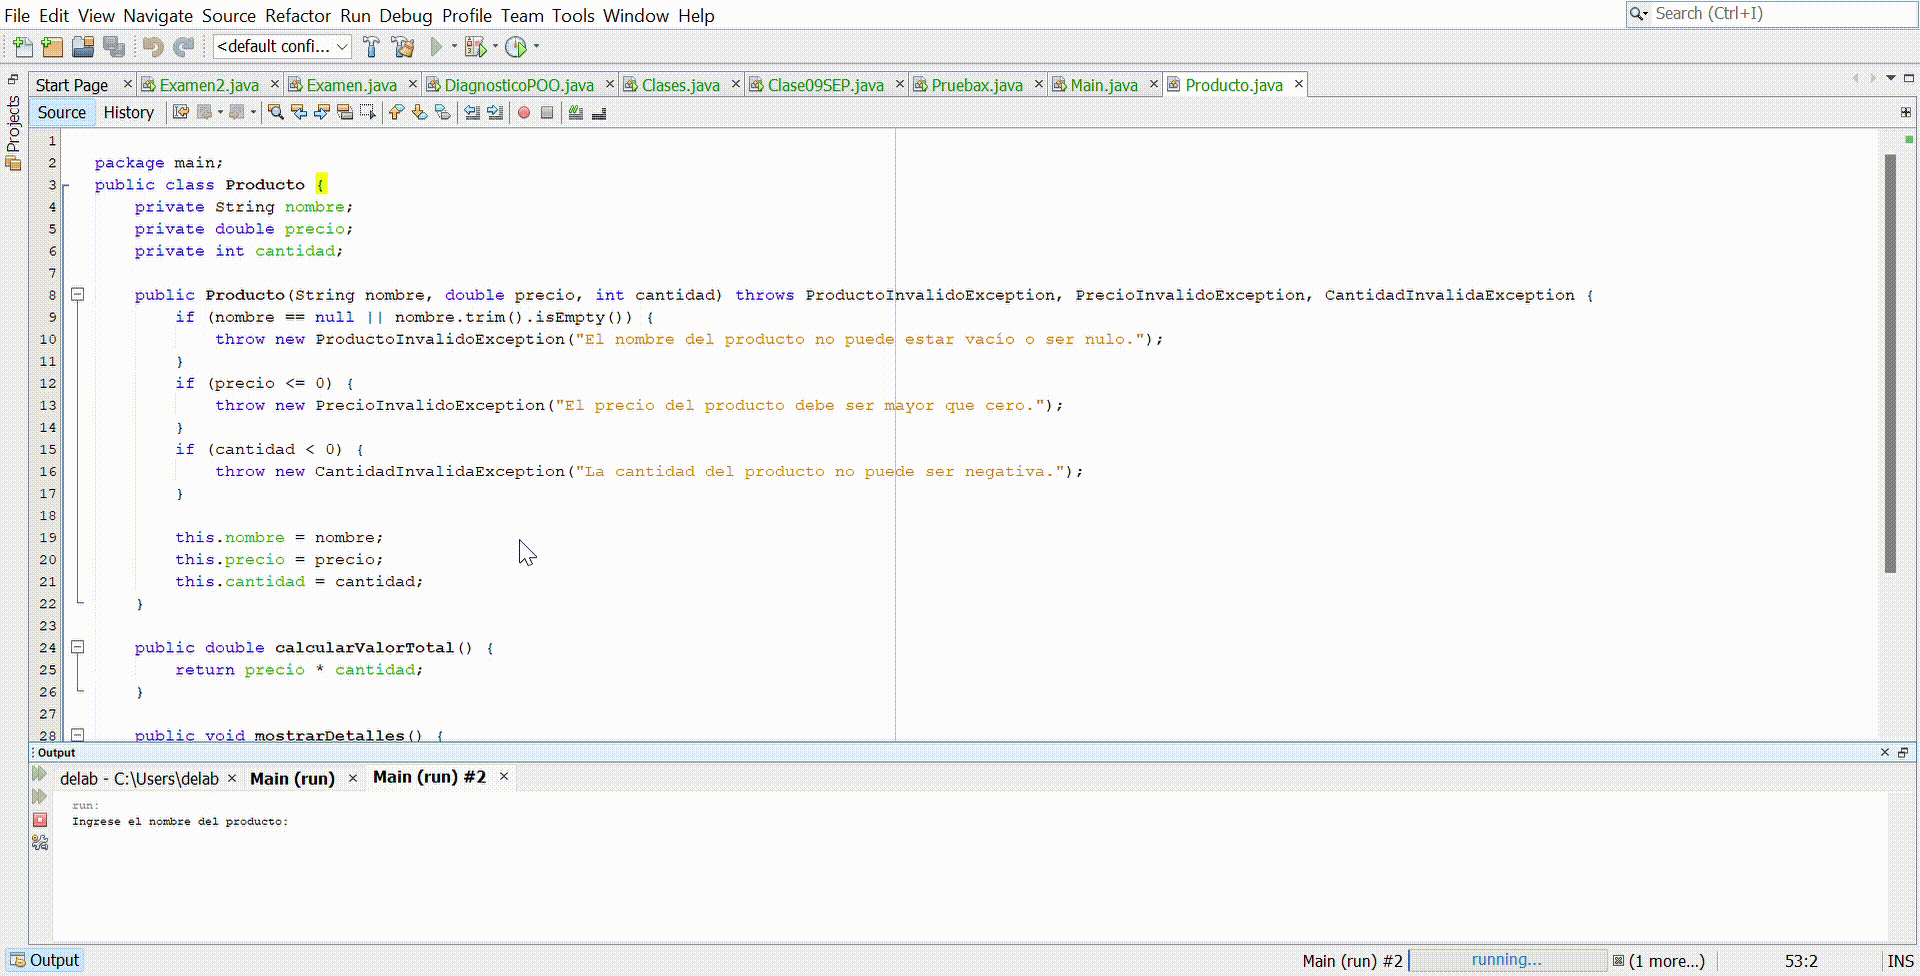 File Edit View Navigate Source Refactor Run Debug Profile Team Tools Window Help
Search (Ctrl+I)
<default confi...
Projects
Start Page Examen2.java Examen.java DiagnosticoPOO.java Clases.java Clase09SEP.java Pruebax.java Main.java Producto.java
Source History
1
2 package main;
3 public class Producto {
4 private String nombre;
5 private double precio;
6 private int cantidad;
7
8 public Producto(String nombre, double precio, int cantidad) throws ProductoInvalidoException, PrecioInvalidoException, CantidadInvalidaException {
9 if (nombre == null || nombre.trim().isEmpty()) {
10 throw new ProductoInvalidoException("El nombre del producto no puede estar vacío o ser nulo.");
11 }
12 if (precio <= 0) {
13 throw new PrecioInvalidoException("El precio del producto debe ser mayor que cero.");
14 }
15 if (cantidad < 0) {
16 throw new CantidadInvalidaException("La cantidad del producto no puede ser negativa.");
17 }
18
19 this.nombre = nombre;
20 this.precio = precio;
21 this.cantidad = cantidad;
22 }
23
24 public double calcularValorTotal() {
25 return precio * cantidad;
26 }
27
28 public void mostrarDetalles() {
Output
delab - C:\Users\delab Main (run) Main (run) #2
run:
Ingrese el nombre del producto:
Output
Main (run) #2 running... (1 more...) 53:2 INS